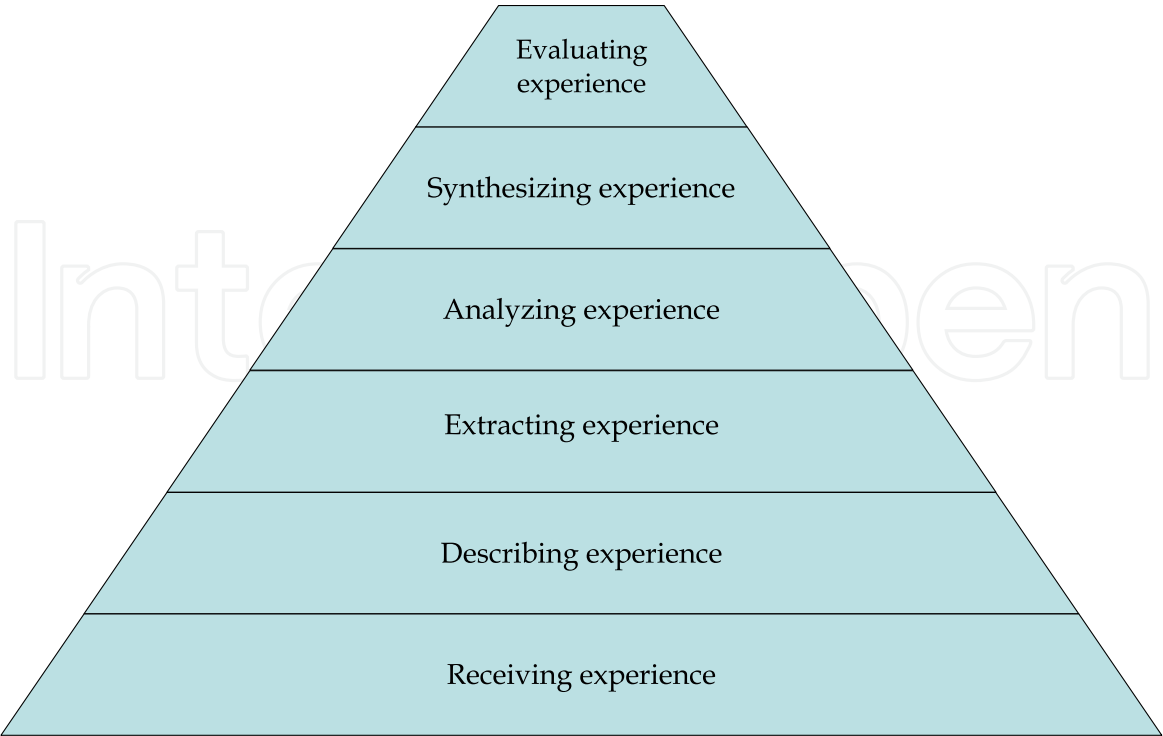 Evaluating
experience
Synthesizing experience
Analyzing experience
Extracting experience
Describing experience
Receiving experience